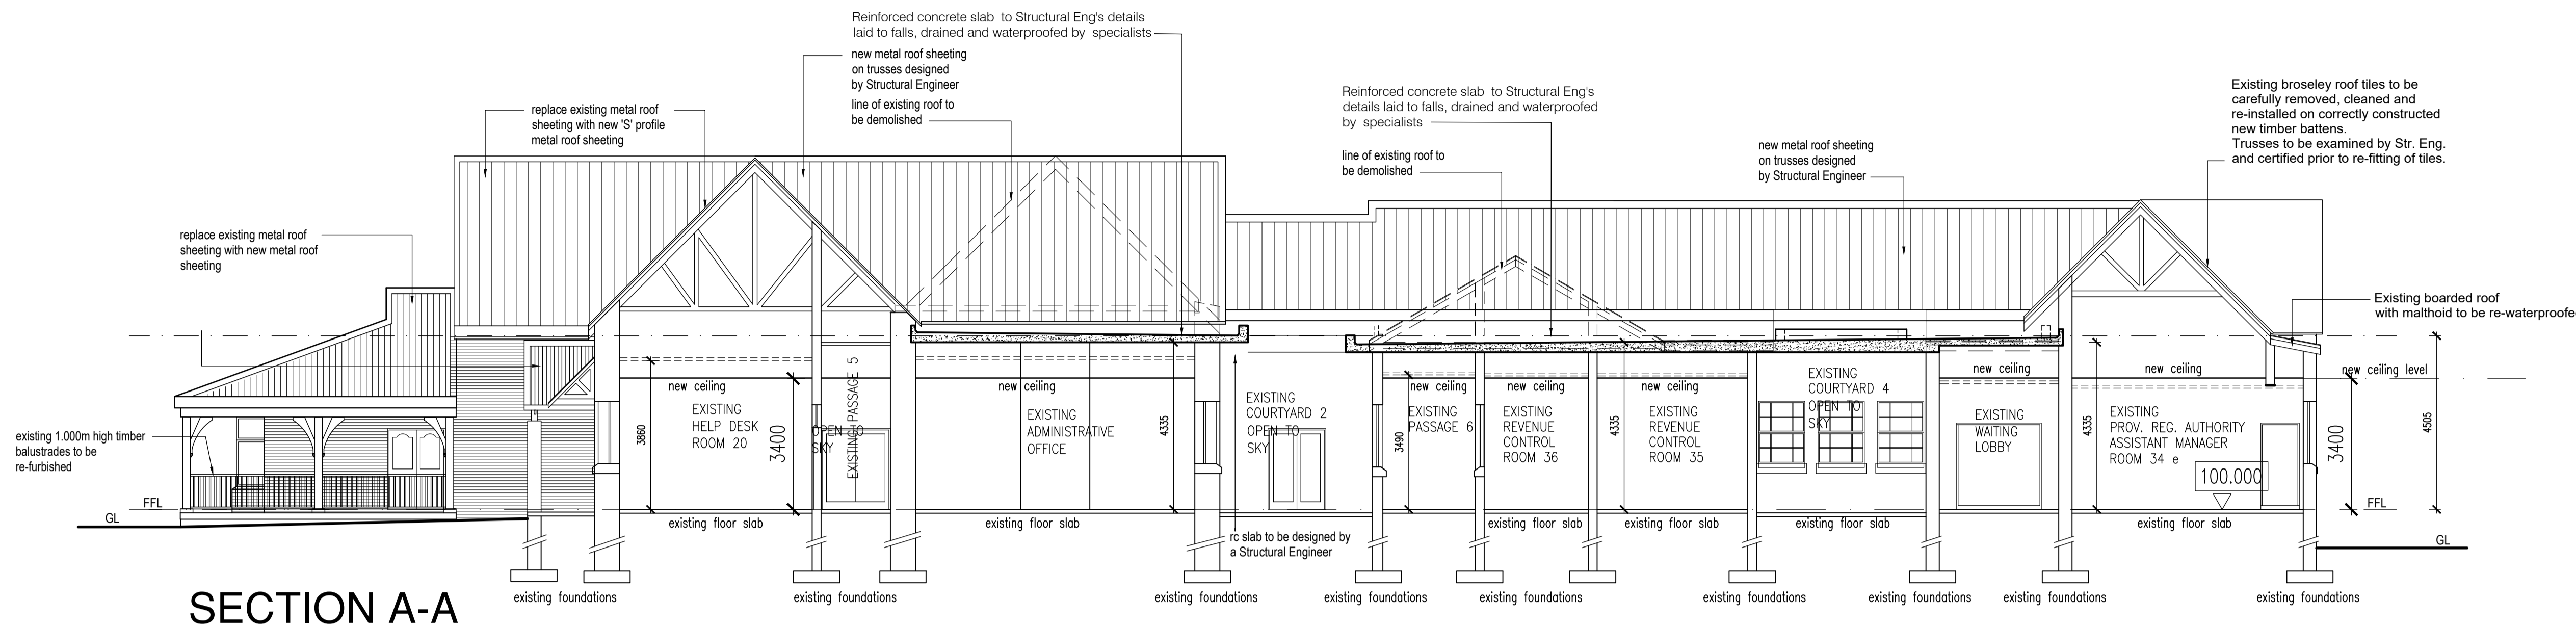 Reinforced concrete slab to Structural Eng's details
laid to falls, drained and waterproofed by specialists
new metal roof sheeting
on trusses designed
by Structural Engineer
line of existing roof to
be demolished
replace existing metal roof
sheeting with new 'S' profile
metal roof sheeting
replace existing metal roof
sheeting with new metal roof
sheeting
existing 1.000m high timber
balustrades to be
re-furbished
Reinforced concrete slab to Structural Eng's
details laid to falls, drained and waterproofed
by specialists
line of existing roof to
be demolished
new metal roof sheeting
on trusses designed
by Structural Engineer
Existing broseley roof tiles to be
carefully removed, cleaned and
re-installed on correctly constructed
new timber battens.
Trusses to be examined by Str. Eng.
and certified prior to re-fitting of tiles.
Existing boarded roof
with malthoid to be re-waterproofe
FFL
GL
new ceiling
EXISTING
HELP DESK
ROOM 20
3860
3400
OPEN TO
SKY
EXISTING PASSAGE 5
new ceiling
EXISTING
ADMINISTRATIVE
OFFICE
4335
EXISTING
COURTYARD 2
OPEN TO
SKY
new ceiling
EXISTING
PASSAGE 6
3490
new ceiling
EXISTING
REVENUE
CONTROL
ROOM 36
4335
new ceiling
EXISTING
REVENUE
CONTROL
ROOM 35
EXISTING
COURTYARD 4
OPEN TO
SKY
new ceiling
EXISTING
WAITING
LOBBY
4335
new ceiling
EXISTING
PROV. REG. AUTHORITY
ASSISTANT MANAGER
ROOM 34 e
100.000
new ceiling level
3400
4505
FFL
GL
existing floor slab
existing floor slab
existing floor slab
existing floor slab
existing floor slab
existing floor slab
rc slab to be designed by
a Structural Engineer
existing foundations
existing foundations
existing foundations
existing foundations
existing foundations
existing foundations
existing foundations
existing foundations
existing foundations
SECTION A-A